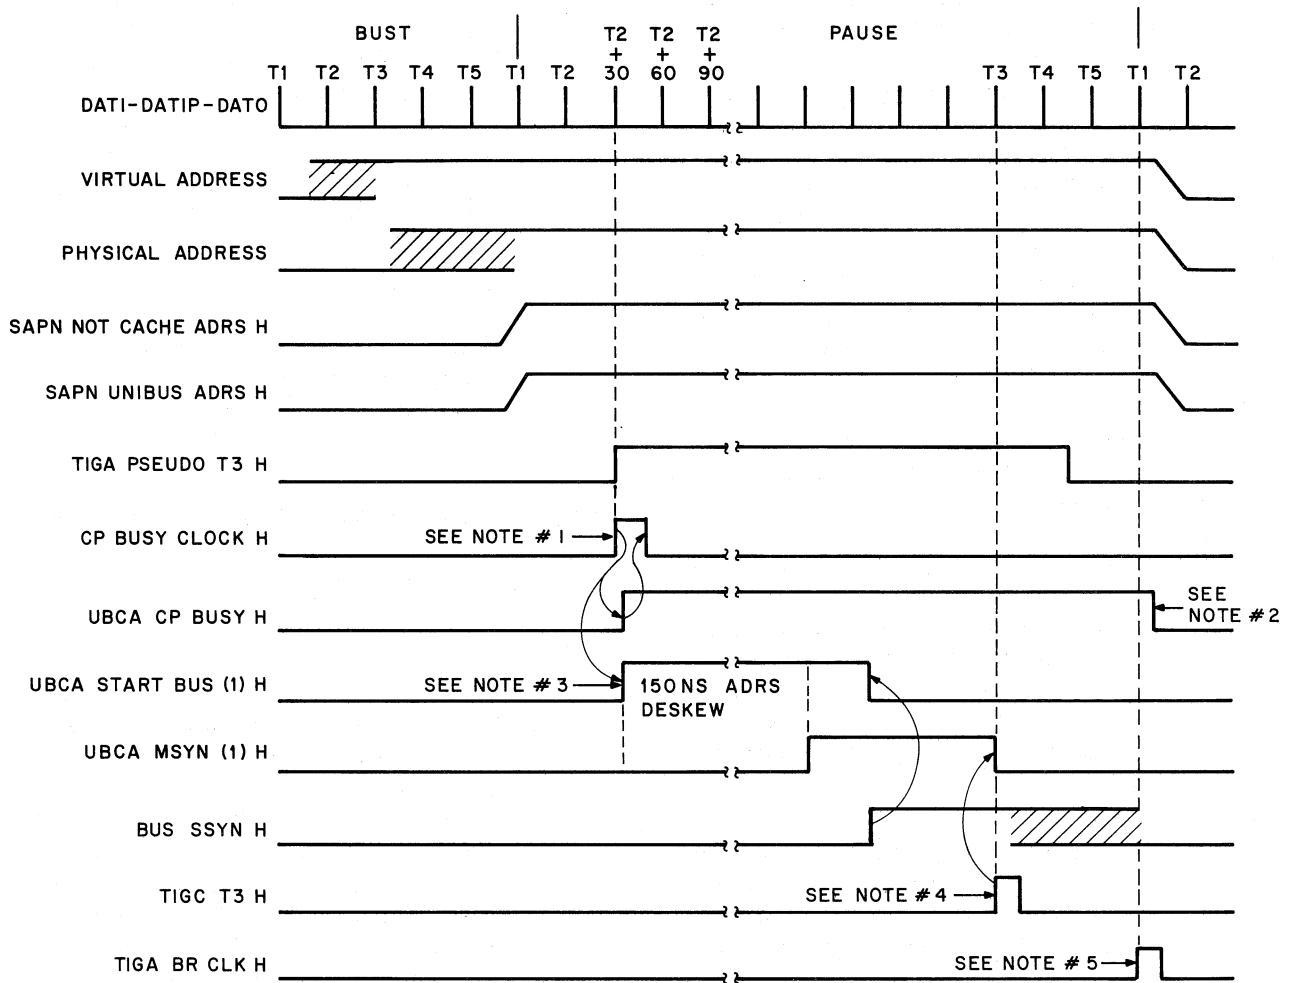 BUST
PAUSE
T2 + 30
T2 + 60
T2 + 90
T1 T2 T3 T4 T5 T1 T2 T3 T4 T5 T1 T2
DATI-DATIP-DATO
VIRTUAL ADDRESS
PHYSICAL ADDRESS
SAPN NOT CACHE ADRS H
SAPN UNIBUS ADRS H
TIGA PSEUDO T3 H
CP BUSY CLOCK H
SEE NOTE #1
UBCA CP BUSY H
SEE
NOTE #2
UBCA START BUS (1) H
SEE NOTE #3
150NS ADRS
DESKEW
UBCA MSYN (1) H
BUS SSYN H
TIGC T3 H
SEE NOTE #4
TIGA BR CLK H
SEE NOTE #5